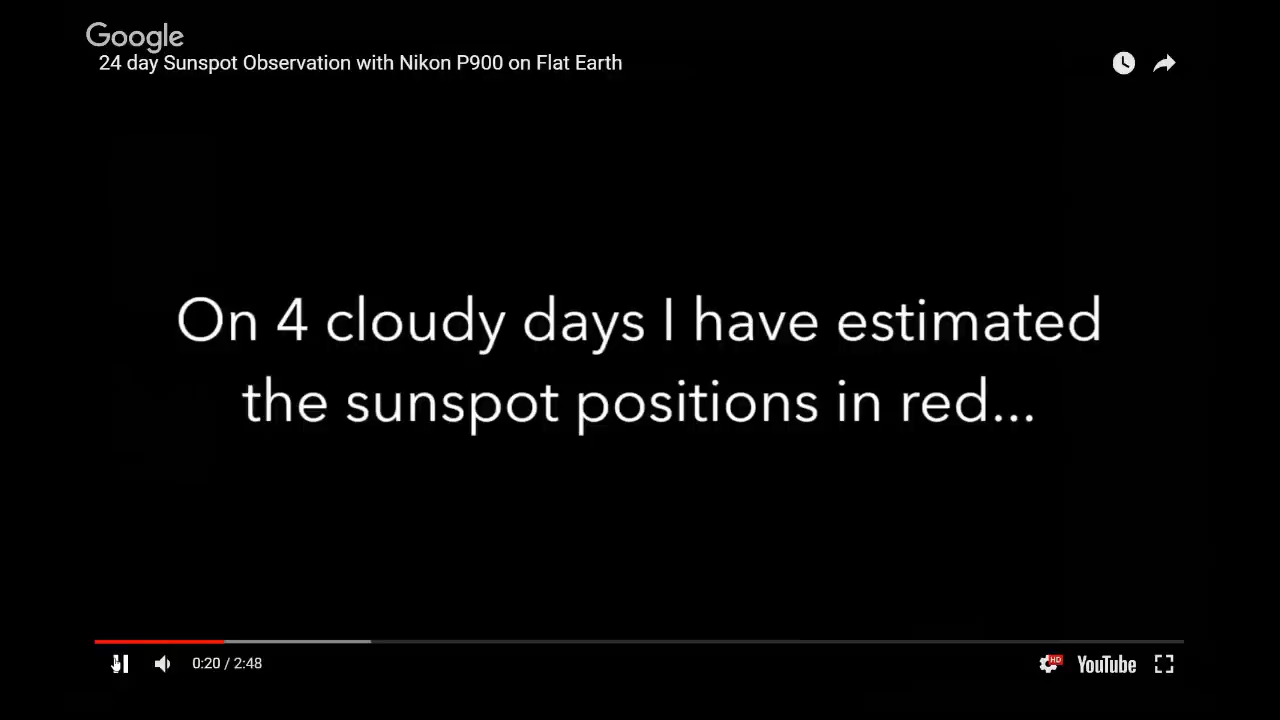 Google
24 day Sunspot Observation with Nikon P900 on Flat Earth
On 4 cloudy days I have estimated
the sunspot positions in red...
0:20 / 2:48
HD
YouTube